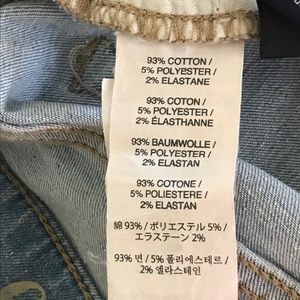 93% COTTON /
5% POLYESTER /
2% ELASTANE
93% COTON /
5% POLYESTER /
2% ÉLASTHANNE
93% BAUMWOLLE /
5% POLYESTER /
2% ELASTAN
93% COTONE /
5% POLIESTERE /
2% ELASTAN
綿 93% / ポリエステル 5% /
エラステーン 2%
93% 면 / 5% 폴리에스테르 /
2% 엘라스테인